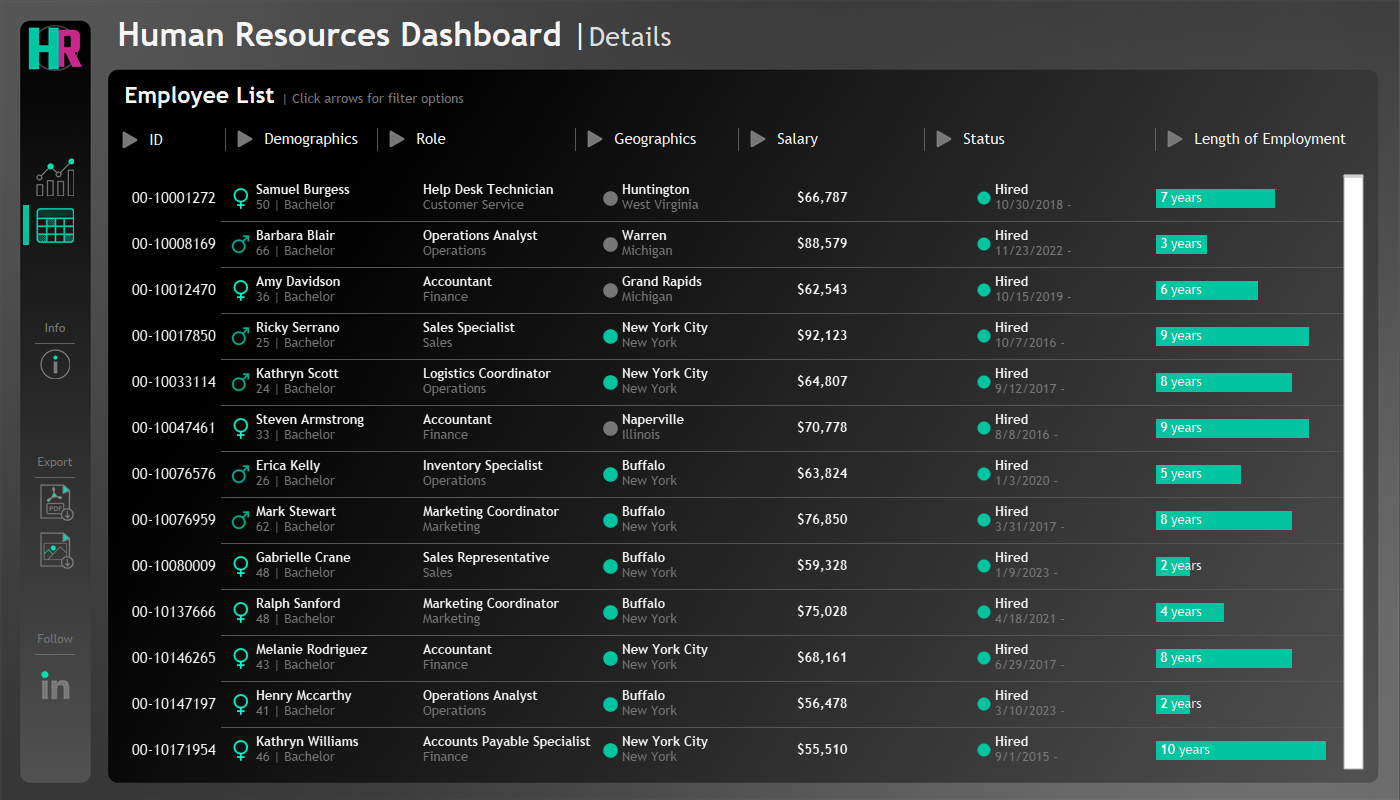 HR
Human Resources Dashboard | Details
Employee List | Click arrows for filter options
ID Demographics Role Geographics Salary Status Length of Employment
00-10001272 Samuel Burgess Help Desk Technician Huntington $66,787 Hired 7 years
50 | Bachelor Customer Service West Virginia 10/30/2018 -
00-10008169 Barbara Blair Operations Analyst Warren $88,579 Hired 3 years
66 | Bachelor Operations Michigan 11/23/2022 -
00-10012470 Amy Davidson Accountant Grand Rapids $62,543 Hired 6 years
36 | Bachelor Finance Michigan 10/15/2019 -
00-10017850 Ricky Serrano Sales Specialist New York City $92,123 Hired 9 years
25 | Bachelor Sales New York 10/7/2016 -
00-10033114 Kathryn Scott Logistics Coordinator New York City $64,807 Hired 8 years
24 | Bachelor Operations New York 9/12/2017 -
00-10047461 Steven Armstrong Accountant Naperville $70,778 Hired 9 years
33 | Bachelor Finance Illinois 8/8/2016 -
00-10076576 Erica Kelly Inventory Specialist Buffalo $63,824 Hired 5 years
26 | Bachelor Operations New York 1/3/2020 -
00-10076959 Mark Stewart Marketing Coordinator Buffalo $76,850 Hired 8 years
62 | Bachelor Marketing New York 3/31/2017 -
00-10080009 Gabrielle Crane Sales Representative Buffalo $59,328 Hired 2 years
48 | Bachelor Sales New York 1/9/2023 -
00-10137666 Ralph Sanford Marketing Coordinator Buffalo $75,028 Hired 4 years
48 | Bachelor Marketing New York 4/18/2021 -
00-10146265 Melanie Rodriguez Accountant New York City $68,161 Hired 8 years
43 | Bachelor Finance New York 6/29/2017 -
00-10147197 Henry Mccarthy Operations Analyst Buffalo $56,478 Hired 2 years
41 | Bachelor Operations New York 3/10/2023 -
00-10171954 Kathryn Williams Accounts Payable Specialist New York City $55,510 Hired 10 years
46 | Bachelor Finance New York 9/1/2015 -
Info
i
Export
PDF
Follow
in